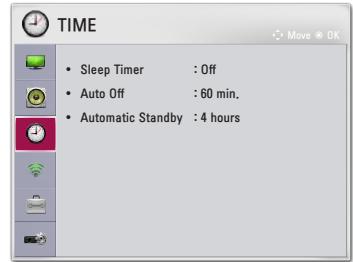 TIME
Move OK
• Sleep Timer : Off
• Auto Off : 60 min.
• Automatic Standby : 4 hours